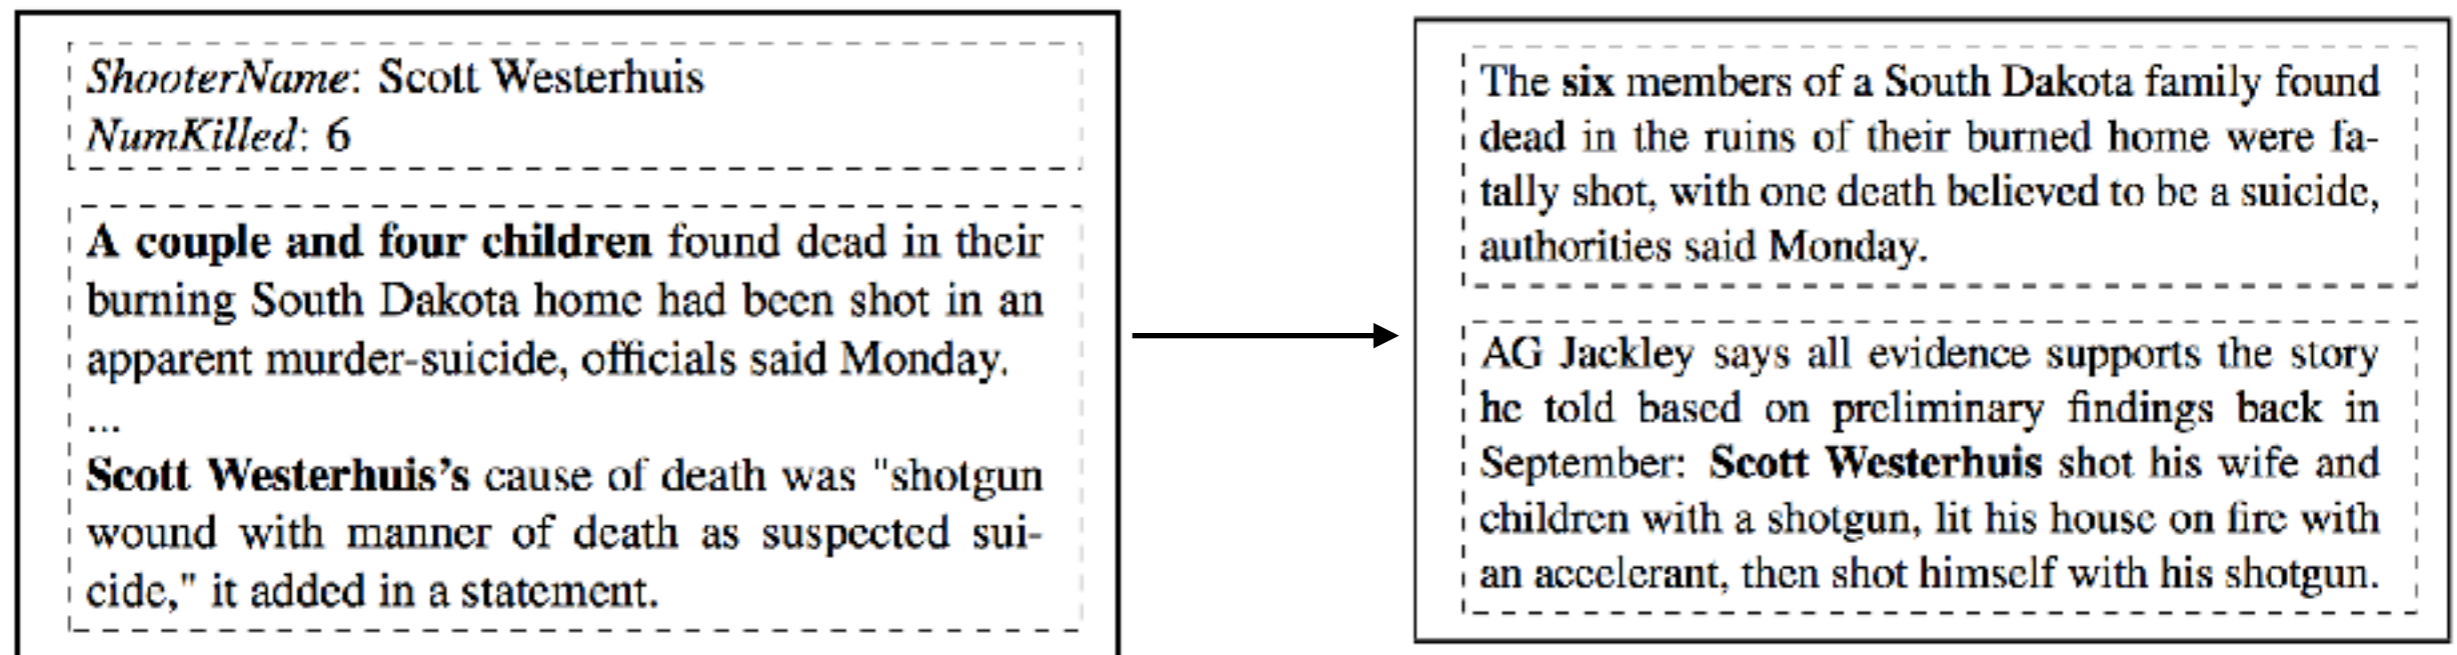 ShooterName: Scott Westerhuis
NumKilled: 6
A couple and four children found dead in their
burning South Dakota home had been shot in an
apparent murder-suicide, officials said Monday.
...
Scott Westerhuis's cause of death was "shotgun
wound with manner of death as suspected sui-
cide," it added in a statement.
The six members of a South Dakota family found
dead in the ruins of their burned home were fa-
tally shot, with one death believed to be a suicide,
authorities said Monday.
AG Jackley says all evidence supports the story
he told based on preliminary findings back in
September: Scott Westerhuis shot his wife and
children with a shotgun, lit his house on fire with
an accelerant, then shot himself with his shotgun.